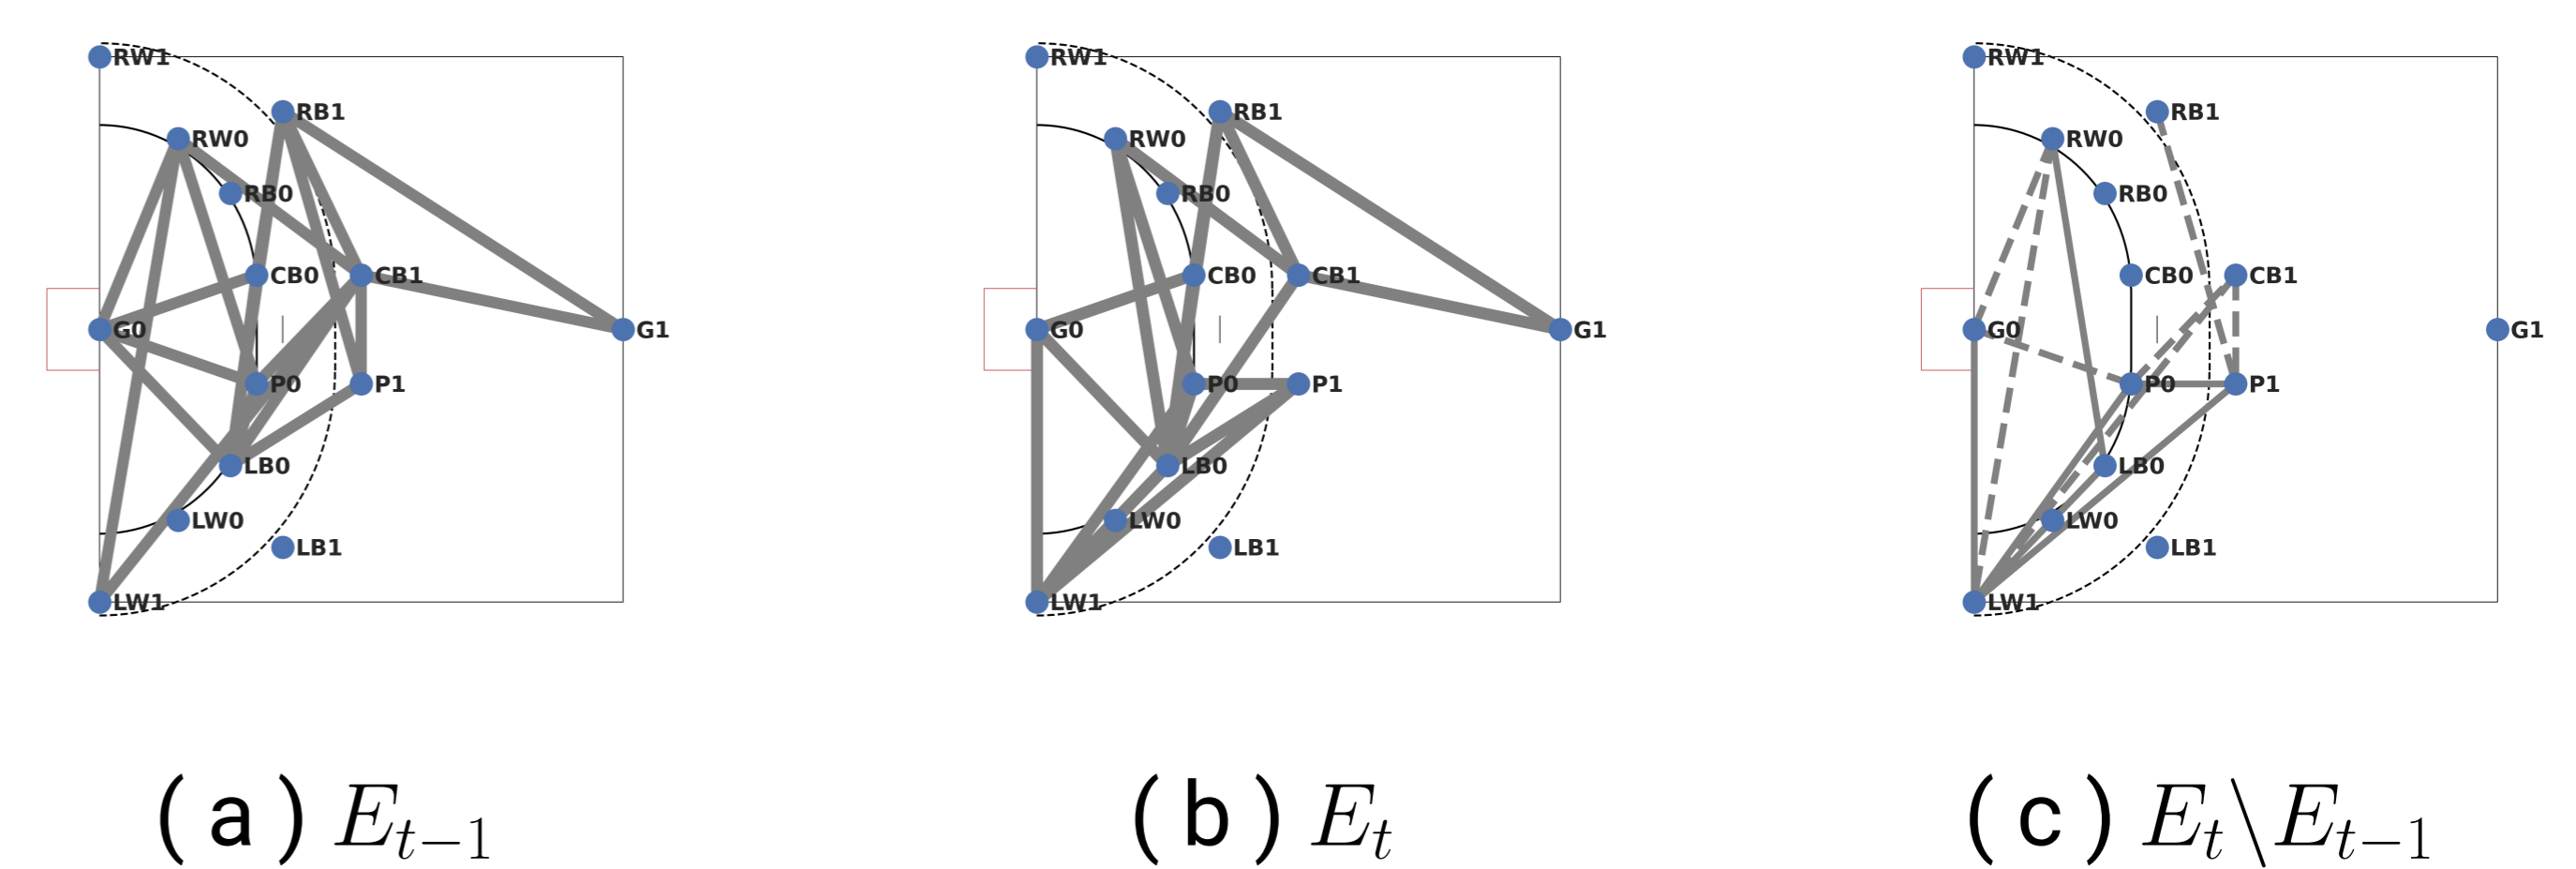 RW1
RB1
RW0
RB0
CB0
CB1
G0
G1
P0
P1
LB0
LW0
LB1
LW1
(a) E_{t−1}
RW1
RB1
RW0
RB0
CB0
CB1
G0
G1
P0
P1
LB0
LW0
LB1
LW1
(b) E_t
RW1
RB1
RW0
RB0
CB0
CB1
G0
G1
P0
P1
LB0
LW0
LB1
LW1
(c) E_t\E_{t−1}